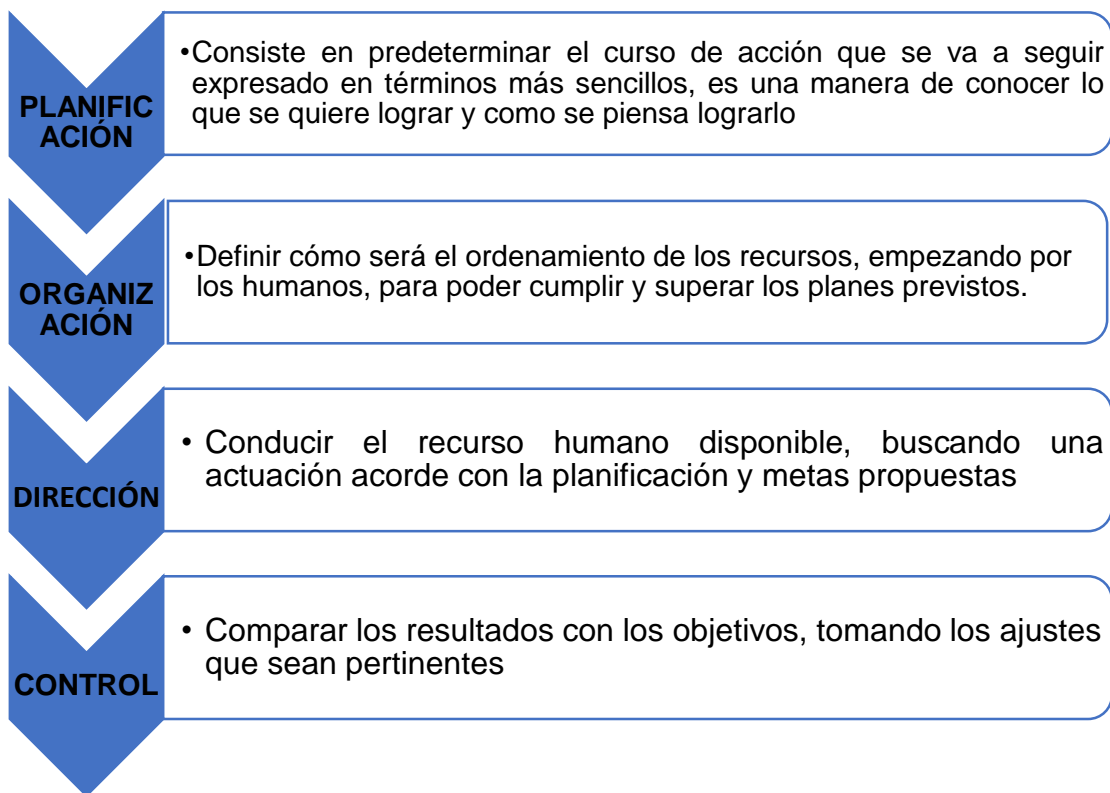 PLANIFIC
ACIÓN
•Consiste en predeterminar el curso de acción que se va a seguir
expresado en términos más sencillos, es una manera de conocer lo
que se quiere lograr y como se piensa lograrlo
ORGANIZ
ACIÓN
•Definir cómo será el ordenamiento de los recursos, empezando por
los humanos, para poder cumplir y superar los planes previstos.
DIRECCIÓN
• Conducir el recurso humano disponible, buscando una
actuación acorde con la planificación y metas propuestas
CONTROL
• Comparar los resultados con los objetivos, tomando los ajustes
que sean pertinentes